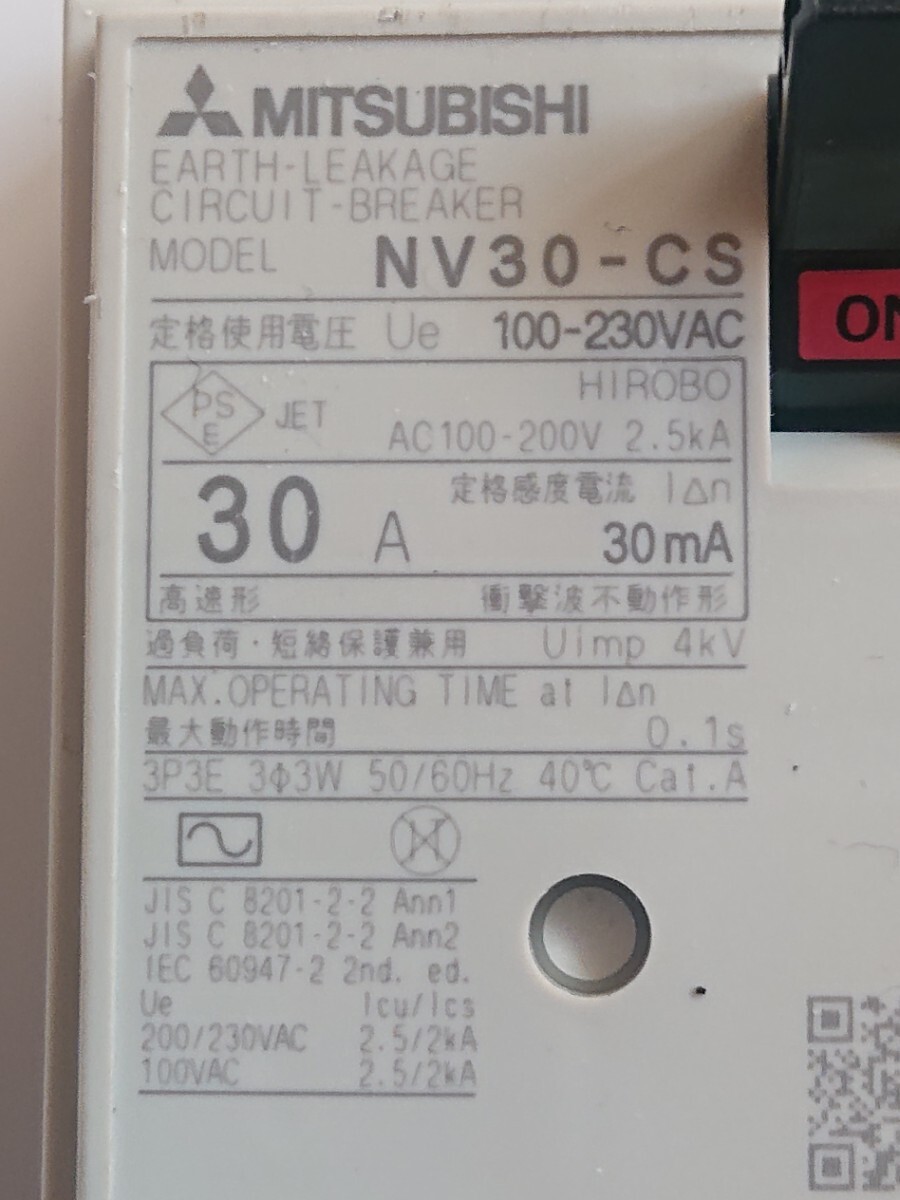 MITSUBISHI
EARTH-LEAKAGE
CIRCUIT-BREAKER
MODEL NV30-CS
定格使用電圧 Ue 100-230VAC
PS E JET HIROBO
AC100-200V 2.5kA
30 A 定格感度電流 IΔn
30mA
高速形 衝撃波不動作形
過負荷・短絡保護兼用 Uimp 4kV
MAX.OPERATING TIME at IΔn
最大動作時間 0.1s
3P3E 3Φ3W 50/60Hz 40℃ Cat.A
JIS C 8201-2-2 Ann1
JIS C 8201-2-2 Ann2
IEC 60947-2 2nd. ed.
Ue Icu/Ics
200/230VAC 2.5/2kA
100VAC 2.5/2kA
ON